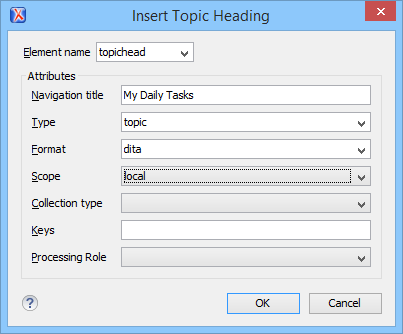 Insert Topic Heading
Element name topichead
Attributes
Navigation title My Daily Tasks
Type topic
Format dita
Scope local
Collection type
Keys
Processing Role
? OK Cancel